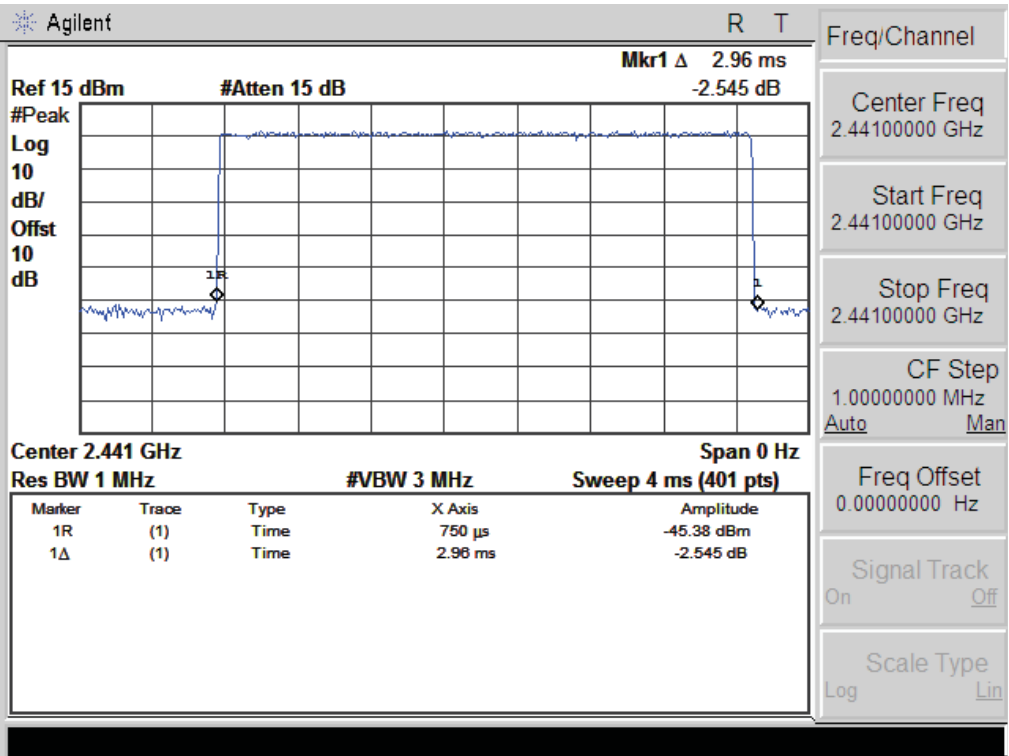 Agilent
R T
Mkr1 Δ 2.96 ms
Ref 15 dBm #Atten 15 dB -2.545 dB
#Peak
Log
10
dB/
Offst
10
dB
1R
1
Center 2.441 GHz Span 0 Hz
Res BW 1 MHz #VBW 3 MHz Sweep 4 ms (401 pts)
Marker Trace Type X Axis Amplitude
1R (1) Time 750 µs -45.38 dBm
1Δ (1) Time 2.96 ms -2.545 dB
Freq/Channel
Center Freq
2.44100000 GHz
Start Freq
2.44100000 GHz
Stop Freq
2.44100000 GHz
CF Step
1.00000000 MHz
Auto Man
Freq Offset
0.00000000 Hz
Signal Track
On Off
Scale Type
Log Lin